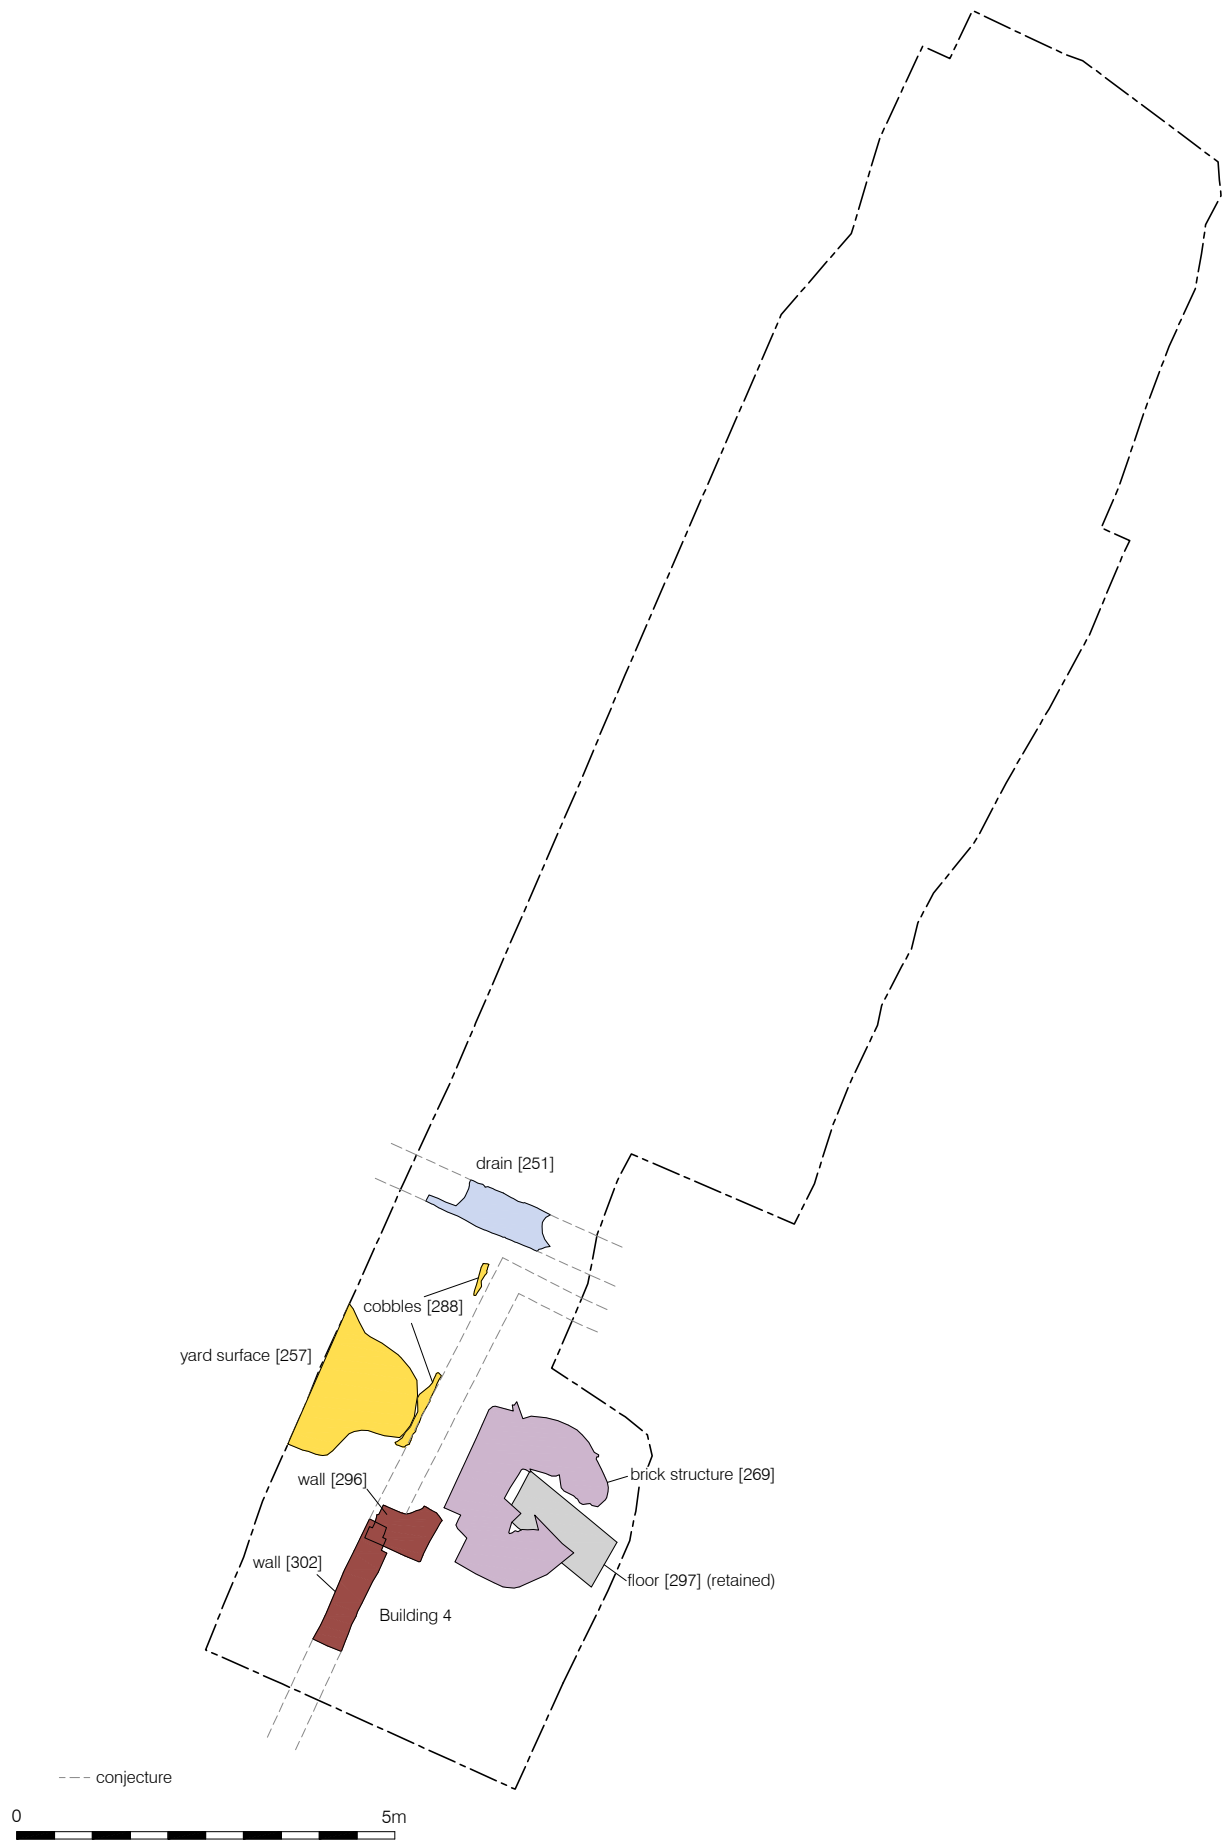 drain [251]
cobbles [288]
yard surface [257]
wall [296]
brick structure [269]
wall [302]
floor [297] (retained)
Building 4
conjecture
0 5m